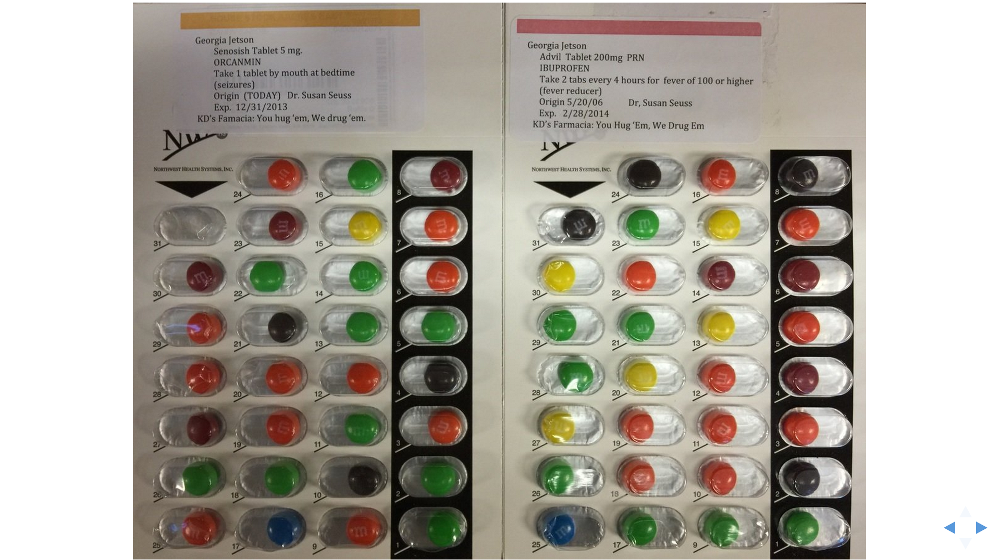 Georgia Jetson
Senosish Tablet 5 mg.
ORCANMIN
Take 1 tablet by mouth at bedtime
(seizures)
Origin (TODAY) Dr. Susan Seuss
Exp. 12/31/2013
KD's Famacia: You hug 'em, We drug 'em.
NORTHWEST HEALTH SYSTEMS, INC.
24 16 8
31 23 15 7
30 22 14 6
29 21 13 5
28 20 12 4
27 19 11 3
26 18 10 2
25 17 9 1
Georgia Jetson
Advil Tablet 200mg PRN
IBUPROFEN
Take 2 tabs every 4 hours for fever of 100 or higher
(fever reducer)
Origin 5/20/06 Dr, Susan Seuss
Exp. 2/28/2014
KD's Farmacia: You Hug 'Em, We Drug Em
NORTHWEST HEALTH SYSTEMS, INC.
24 16 8
31 23 15 7
30 22 14 6
29 21 13 5
28 20 12 4
27 19 11 3
26 18 10 2
25 17 9 1